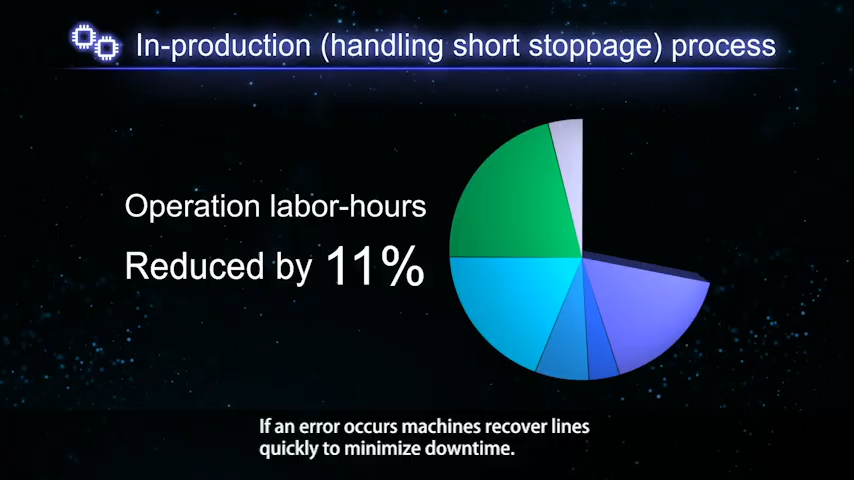 In-production (handling short stoppage) process
Operation labor-hours
Reduced by 11%
If an error occurs machines recover lines
quickly to minimize downtime.